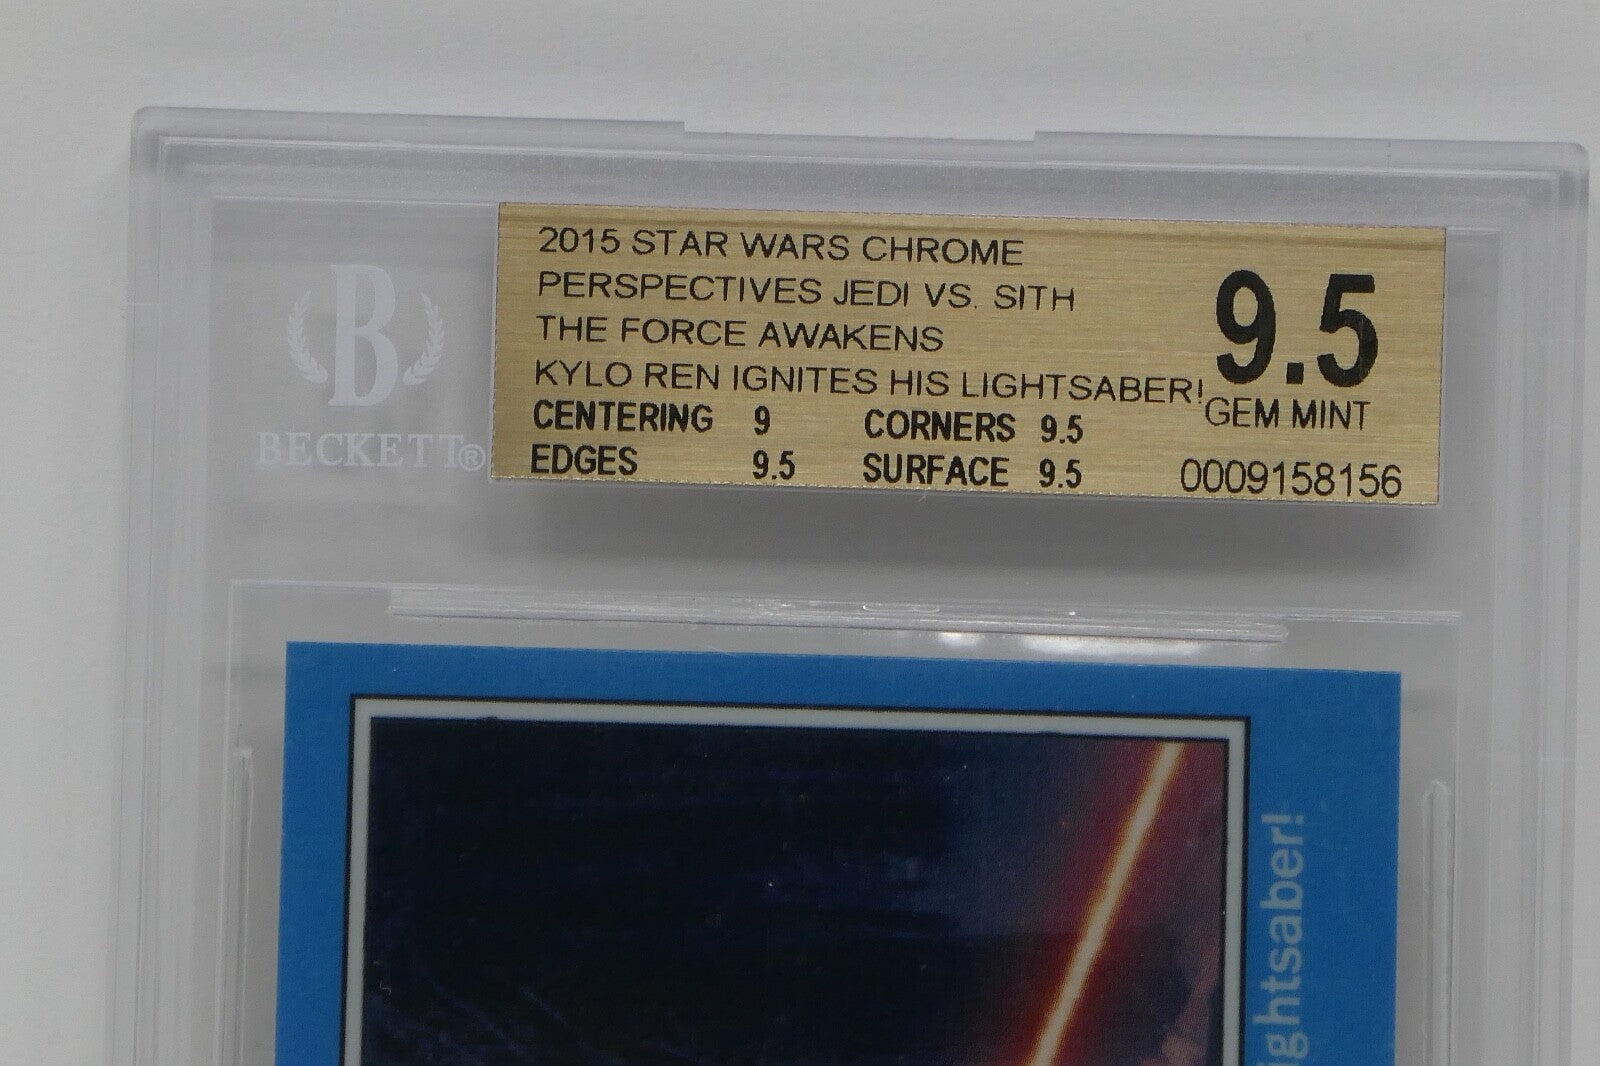 2015 STAR WARS CHROME
PERSPECTIVES JEDI VS. SITH
THE FORCE AWAKENS
KYLO REN IGNITES HIS LIGHTSABER!
9.5
GEM MINT
CENTERING 9 CORNERS 9.5
EDGES 9.5 SURFACE 9.5
0009158156
B
BECKETT®
ightsaber!